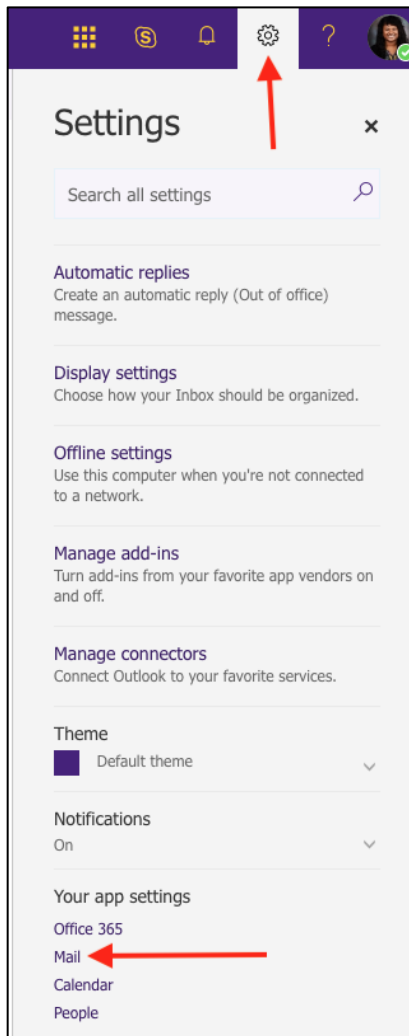 S
?
Settings
Search all settings
Automatic replies
Create an automatic reply (Out of office)
message.
Display settings
Choose how your Inbox should be organized.
Offline settings
Use this computer when you're not connected
to a network.
Manage add-ins
Turn add-ins from your favorite app vendors on
and off.
Manage connectors
Connect Outlook to your favorite services.
Theme
Default theme
Notifications
On
Your app settings
Office 365
Mail
Calendar
People